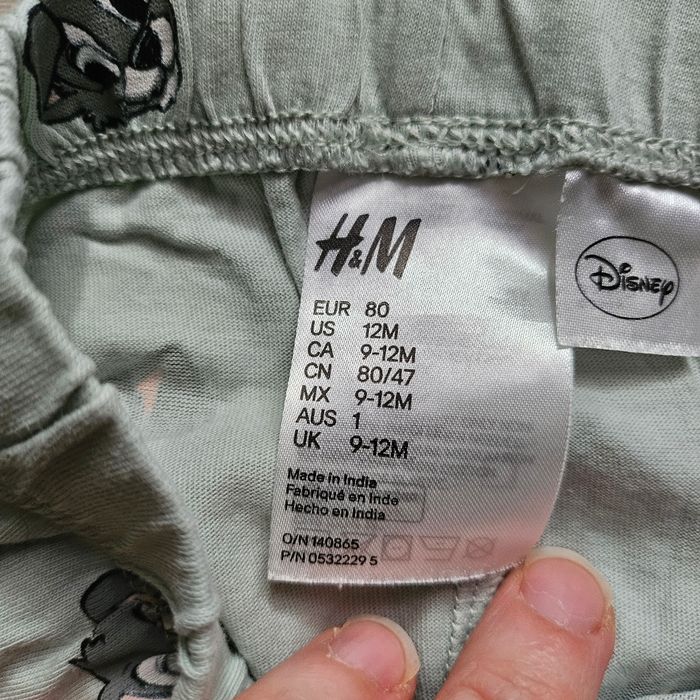 H&M
Disney
EUR 80
US 12M
CA 9-12M
CN 80/47
MX 9-12M
AUS 1
UK 9-12M
Made in India
Fabriqué en Inde
Hecho en India
O/N 140865
P/N 0532229 5